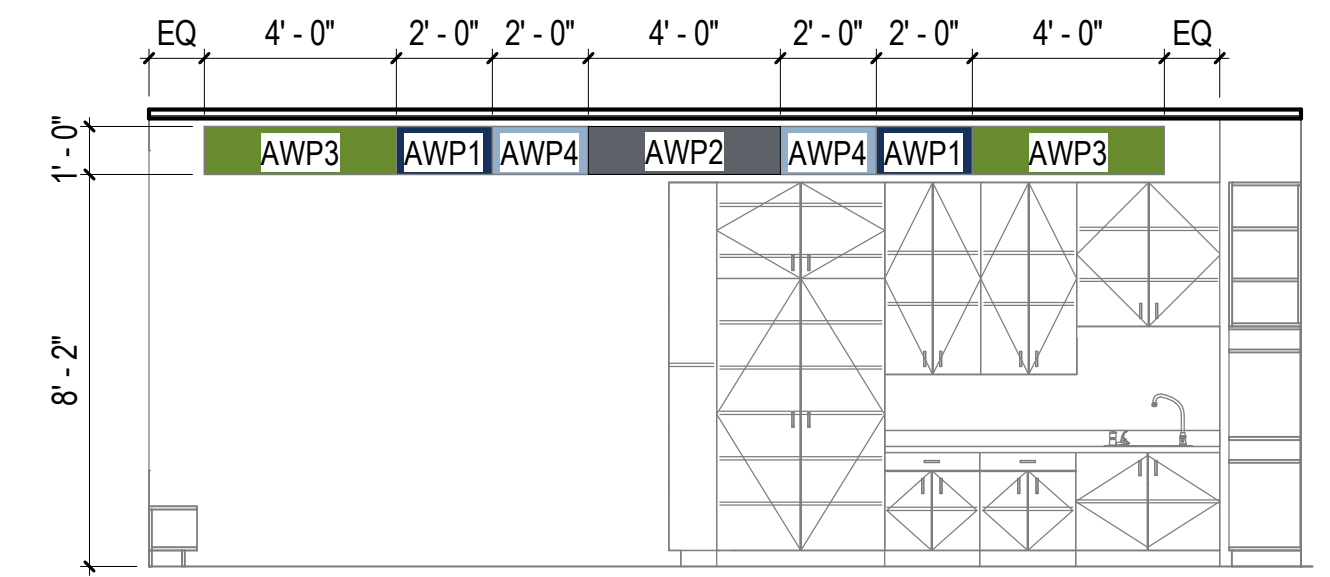 EQ 4' - 0" 2' - 0" 2' - 0" 4' - 0" 2' - 0" 2' - 0" 4' - 0" EQ
1' - 0"
AWP3 AWP1 AWP4 AWP2 AWP4 AWP1 AWP3
8' - 2"